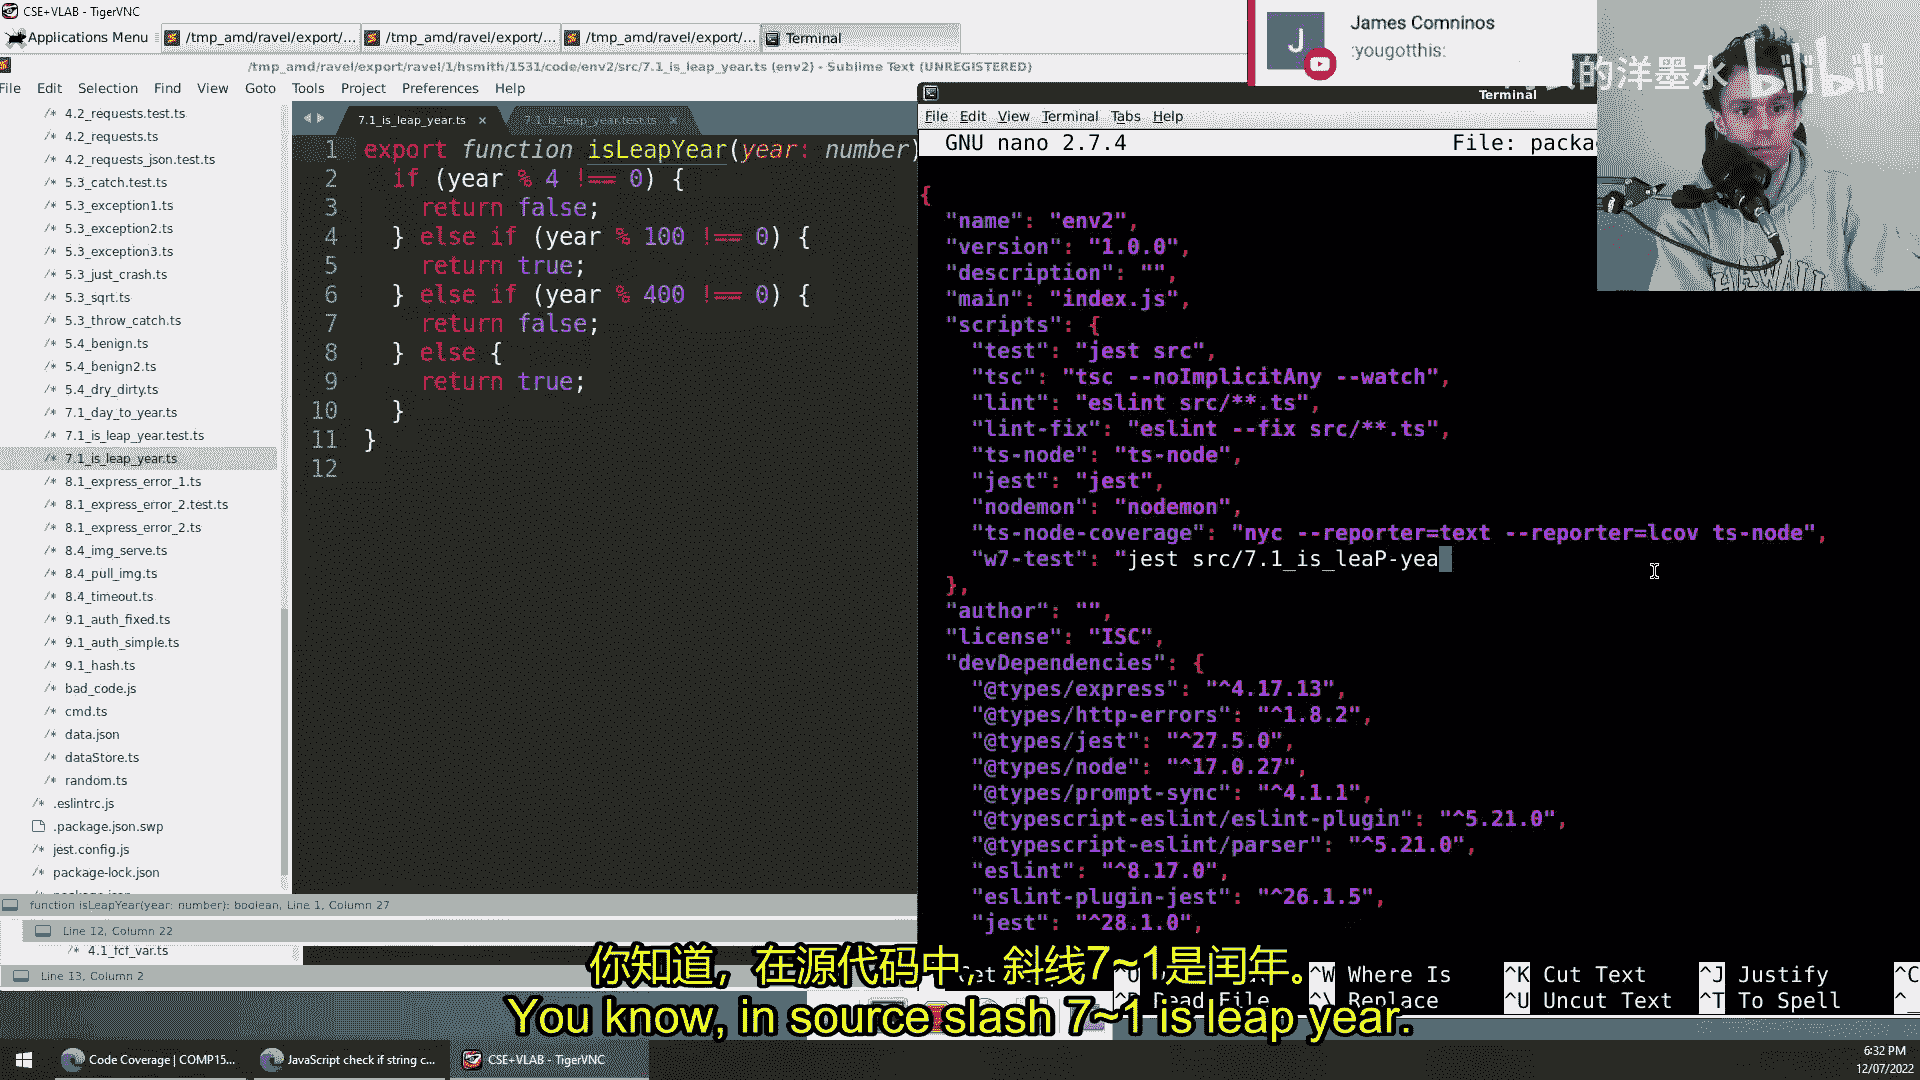 CSE+VLAB - TigerVNC
Applications Menu
/tmp_amd/ravel/export/...
/tmp_amd/ravel/export/...
/tmp_amd/ravel/export/...
Terminal
/tmp_amd/ravel/export/ravel/1/hsmith/1531/code/env2/src/7.1_is_leap_year.ts (env2) - Sublime Text (UNREGISTERED)
File Edit Selection Find View Goto Tools Project Preferences Help
/* 4.2_requests.test.ts
/* 4.2_requests.ts
/* 4.2_requests_json.test.ts
/* 5.3_catch.test.ts
/* 5.3_exception1.ts
/* 5.3_exception2.ts
/* 5.3_exception3.ts
/* 5.3_just_crash.ts
/* 5.3_sqrt.ts
/* 5.3_throw_catch.ts
/* 5.4_benign.ts
/* 5.4_benign2.ts
/* 5.4_dry_dirty.ts
/* 7.1_day_to_year.ts
/* 7.1_is_leap_year.test.ts
/* 7.1_is_leap_year.ts
/* 8.1_express_error_1.ts
/* 8.1_express_error_2.test.ts
/* 8.1_express_error_2.ts
/* 8.4_img_serve.ts
/* 8.4_pull_img.ts
/* 8.4_timeout.ts
/* 9.1_auth_fixed.ts
/* 9.1_auth_simple.ts
/* 9.1_hash.ts
/* bad_code.js
/* cmd.ts
/* data.json
/* dataStore.ts
/* random.ts
/* .eslintrc.js
.package.json.swp
/* jest.config.js
/* package-lock.json
7.1_is_leap_year.ts ×
7.1_is_leap_year.test.ts ×
1 export function isLeapYear(year: number)
2 if (year % 4 !== 0) {
3 return false;
4 } else if (year % 100 !== 0) {
5 return true;
6 } else if (year % 400 !== 0) {
7 return false;
8 } else {
9 return true;
10 }
11 }
12
function isLeapYear(year: number): boolean, Line 1, Column 27
Line 12, Column 22
/* 4.1_fcf_var.ts
Line 13, Column 2
J
James Comninos
:yougotthis:
的洋墨水 bilibili
Terminal
File Edit View Terminal Tabs Help
GNU nano 2.7.4 File: packa
{
"name": "env2",
"version": "1.0.0",
"description": "",
"main": "index.js",
"scripts": {
"test": "jest src",
"tsc": "tsc --noImplicitAny --watch",
"lint": "eslint src/**.ts",
"lint-fix": "eslint --fix src/**.ts",
"ts-node": "ts-node",
"jest": "jest",
"nodemon": "nodemon",
"ts-node-coverage": "nyc --reporter=text --reporter=lcov ts-node",
"w7-test": "jest src/7.1_is_leaP-yea
},
"author": "",
"license": "ISC",
"devDependencies": {
"@types/express": "^4.17.13",
"@types/http-errors": "^1.8.2",
"@types/jest": "^27.5.0",
"@types/node": "^17.0.27",
"@types/prompt-sync": "^4.1.1",
"@typescript-eslint/eslint-plugin": "^5.21.0",
"@typescript-eslint/parser": "^5.21.0",
"eslint": "^8.17.0",
"eslint-plugin-jest": "^26.1.5",
"jest": "^28.1.0",
^W Where Is ^K Cut Text ^J Justify ^C
^\ Replace ^U Uncut Text ^T To Spell ^_
你知道，在源代码中，斜线7~1是闰年。
You know, in source slash 7~1 is leap year.
Code Coverage | COMP15...
JavaScript check if string c...
CSE+VLAB - TigerVNC
6:32 PM
12/07/2022